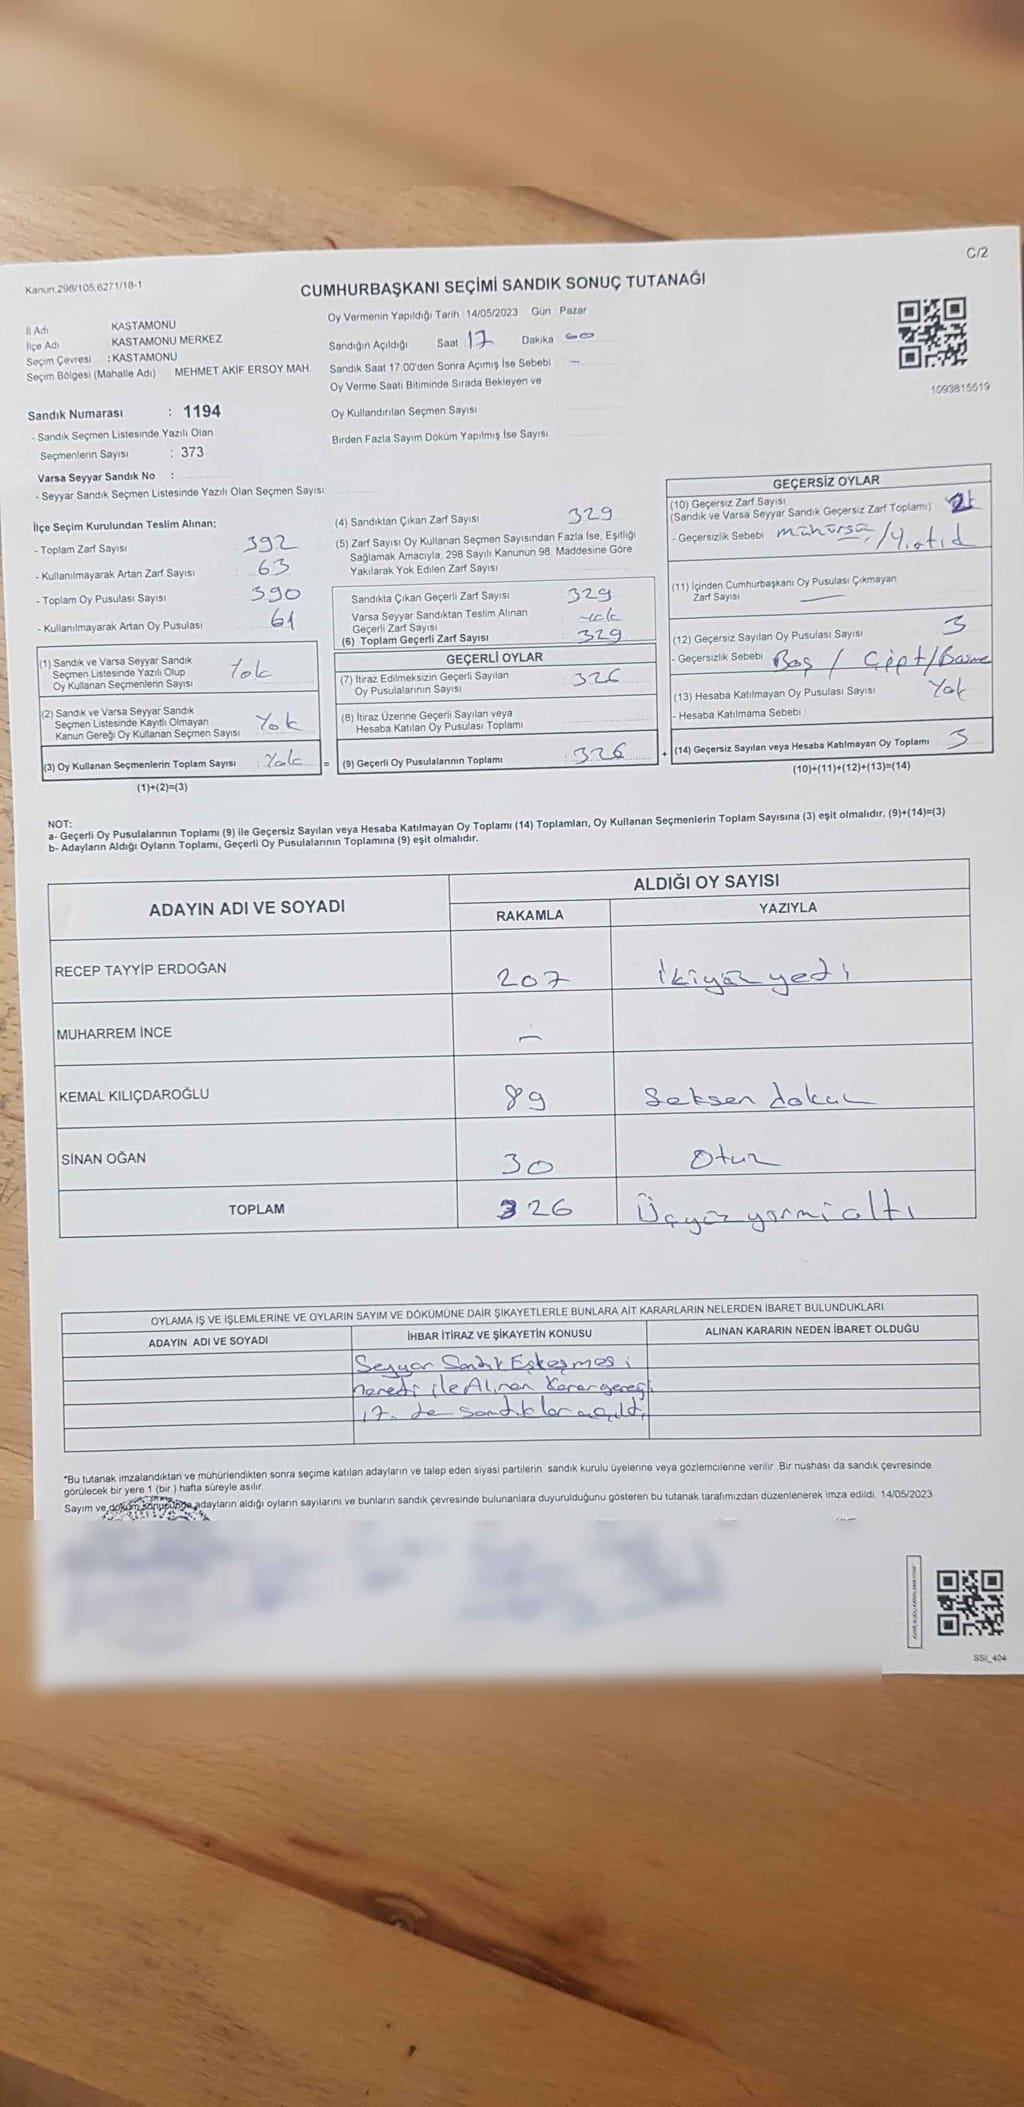 C/2
Kanun.298/105,6271/18-1
CUMHURBAŞKANI SEÇİMİ SANDIK SONUÇ TUTANAĞI
İl Adı KASTAMONU
İlçe Adı KASTAMONU MERKEZ
Seçim Çevresi : KASTAMONU
Seçim Bölgesi (Mahalle Adı) MEHMET AKİF ERSOY MAH.
Sandık Numarası : 1194
- Sandık Seçmen Listesinde Yazılı Olan
Seçmenlerin Sayısı : 373
Varsa Seyyar Sandık No :
- Seyyar Sandık Seçmen Listesinde Yazılı Olan Seçmen Sayısı:
Oy Vermenin Yapıldığı Tarih : 14/05/2023 Gün : Pazar
Sandığın Açıldığı Saat 17 Dakika 00
Sandık Saat 17:00'den Sonra Açımış İse Sebebi : -
Oy Verme Saati Bitiminde Sırada Bekleyen ve
Oy Kullandırılan Seçmen Sayısı
Birden Fazla Sayım Döküm Yapılmış İse Sayısı :
1093815519
İlçe Seçim Kurulundan Teslim Alınan;
- Toplam Zarf Sayısı : 392
- Kullanılmayarak Artan Zarf Sayısı : 63
- Toplam Oy Pusulası Sayısı : 390
- Kullanılmayarak Artan Oy Pusulası : 61
(1) Sandık ve Varsa Seyyar Sandık
Seçmen Listesinde Yazılı Olup
Oy Kullanan Seçmenlerin Sayısı Yok
(2) Sandık ve Varsa Seyyar Sandık
Seçmen Listesinde Kayıtlı Olmayan
Kanun Gereği Oy Kullanan Seçmen Sayısı Yok
(3) Oy Kullanan Seçmenlerin Toplam Sayısı : Yok =
(1)+(2)=(3)
(4) Sandıktan Çıkan Zarf Sayısı 329
(5) Zarf Sayısı Oy Kullanan Seçmen Sayısından Fazla İse, Eşitliği
Sağlamak Amacıyla, 298 Sayılı Kanunun 98. Maddesine Göre
Yakılarak Yok Edilen Zarf Sayısı
Sandıkta Çıkan Geçerli Zarf Sayısı : 329
Varsa Seyyar Sandıktan Teslim Alınan
Geçerli Zarf Sayısı : yok
(6) Toplam Geçerli Zarf Sayısı : 329
GEÇERLİ OYLAR
(7) İtiraz Edilmeksizin Geçerli Sayılan
Oy Pusulalarının Sayısı : 326
(8) İtiraz Üzerine Geçerli Sayılan veya
Hesaba Katılan Oy Pusulası Toplamı
(9) Geçerli Oy Pusulalarının Toplamı : 326 +
GEÇERSİZ OYLAR
(10) Geçersiz Zarf Sayısı
(Sandık ve Varsa Seyyar Sandık Geçersiz Zarf Toplamı)
- Geçersizlik Sebebi
(11) İçinden Cumhurbaşkanı Oy Pusulası Çıkmayan
Zarf Sayısı —
(12) Geçersiz Sayılan Oy Pusulası Sayısı 3
- Geçersizlik Sebebi Boş /
(13) Hesaba Katılmayan Oy Pusulası Sayısı Yok
- Hesaba Katılmama Sebebi :
(14) Geçersiz Sayılan veya Hesaba Katılmayan Oy Toplamı : 3
(10)+(11)+(12)+(13)=(14)
NOT:
a- Geçerli Oy Pusulalarının Toplamı (9) ile Geçersiz Sayılan veya Hesaba Katılmayan Oy Toplamı (14) Toplamları, Oy Kullanan Seçmenlerin Toplam Sayısına (3) eşit olmalıdır. (9)+(14)=(3)
b- Adayların Aldığı Oyların Toplamı, Geçerli Oy Pusulalarının Toplamına (9) eşit olmalıdır.
ADAYIN ADI VE SOYADI ALDIĞI OY SAYISI
RAKAMLA YAZIYLA
RECEP TAYYİP ERDOĞAN 207 İkiyüz yedi
MUHARREM İNCE -
KEMAL KILIÇDAROĞLU 89 Seksen dokuz
SİNAN OĞAN 30 Otuz
TOPLAM 326 Üçyüz yirmi altı
OYLAMA İŞ VE İŞLEMLERİNE VE OYLARIN SAYIM VE DÖKÜMÜNE DAİR ŞİKAYETLERLE BUNLARA AİT KARARLARIN NELERDEN İBARET BULUNDUKLARI
ADAYIN ADI VE SOYADI İHBAR İTİRAZ VE ŞİKAYETİN KONUSU ALINAN KARARIN NEDEN İBARET OLDUĞU
Seyyar Sandık
ile Alınan Karar gereği
17. de sandıklar açıldı
*Bu tutanak imzalandıktan ve mühürlendikten sonra seçime katılan adayların ve talep eden siyasi partilerin sandık kurulu üyelerine veya gözlemcilerine verilir. Bir nüshası da sandık çevresinde
görülecek bir yere 1 (bir ) hafta süreyle asılır.
Sayım ve döküm sonucunda adayların aldığı oyların sayılarını ve bunların sandık çevresinde bulunanlara duyurulduğunu gösteren bu tutanak tarafımızdan düzenlenerek imza edildi. 14/05/2023
SSI_404